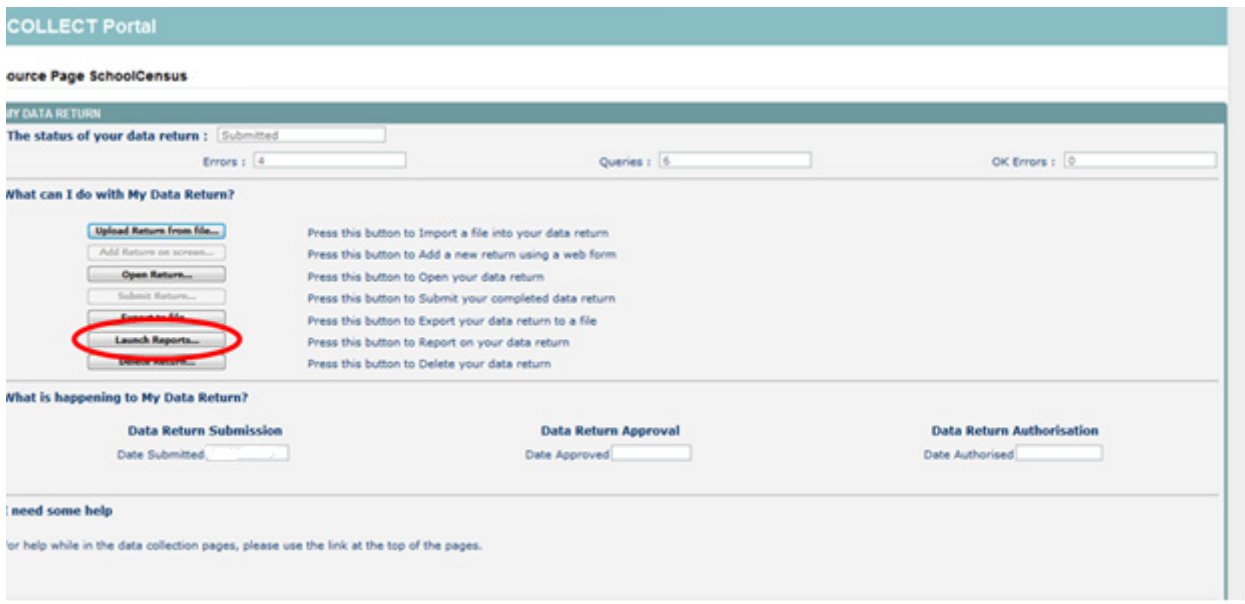 COLLECT Portal
ource Page SchoolCensus
MY DATA RETURN
The status of your data return : Submitted
Errors : 4 Queries : 6 OK Errors : 0
What can I do with My Data Return?
Upload Return from file... Press this button to Import a file into your data return
Add Return on screen... Press this button to Add a new return using a web form
Open Return... Press this button to Open your data return
Submit Return... Press this button to Submit your completed data return
Export to file... Press this button to Export your data return to a file
Launch Reports... Press this button to Report on your data return
Delete Return... Press this button to Delete your data return
What is happening to My Data Return?
Data Return Submission Data Return Approval Data Return Authorisation
Date Submitted Date Approved Date Authorised
I need some help
For help while in the data collection pages, please use the link at the top of the pages.